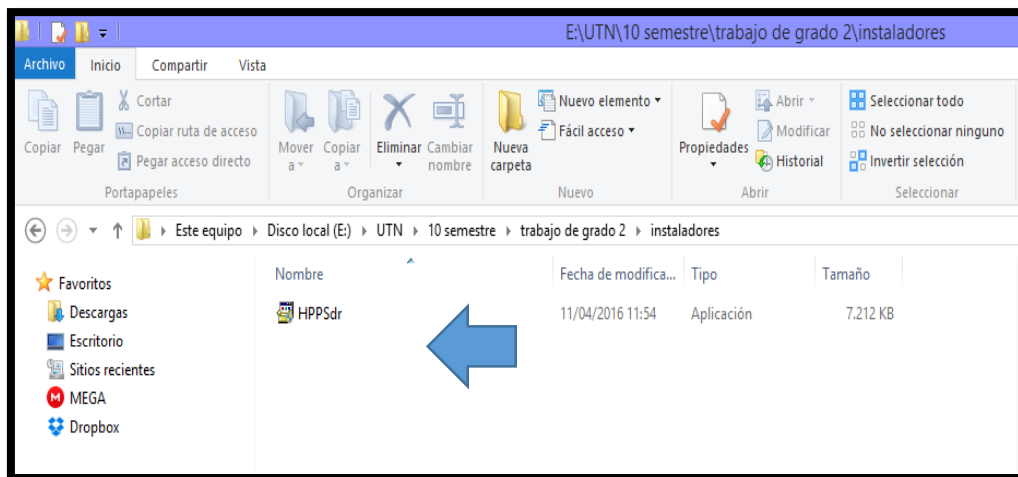 E:\UTN\10 semestre\trabajo de grado 2\instaladores
Archivo Inicio Compartir Vista
Copiar
Pegar
Cortar
Copiar ruta de acceso
Pegar acceso directo
Portapapeles
Mover a
Copiar a
Eliminar
Cambiar nombre
Organizar
Nueva carpeta
Nuevo elemento
Fácil acceso
Nuevo
Propiedades
Abrir
Modificar
Historial
Abrir
Seleccionar todo
No seleccionar ninguno
Invertir selección
Seleccionar
Este equipo Disco local (E:) UTN 10 semestre trabajo de grado 2 instaladores
Favoritos
Descargas
Escritorio
Sitios recientes
MEGA
Dropbox
Nombre Fecha de modifica... Tipo Tamaño
HPPSdr 11/04/2016 11:54 Aplicación 7.212 KB